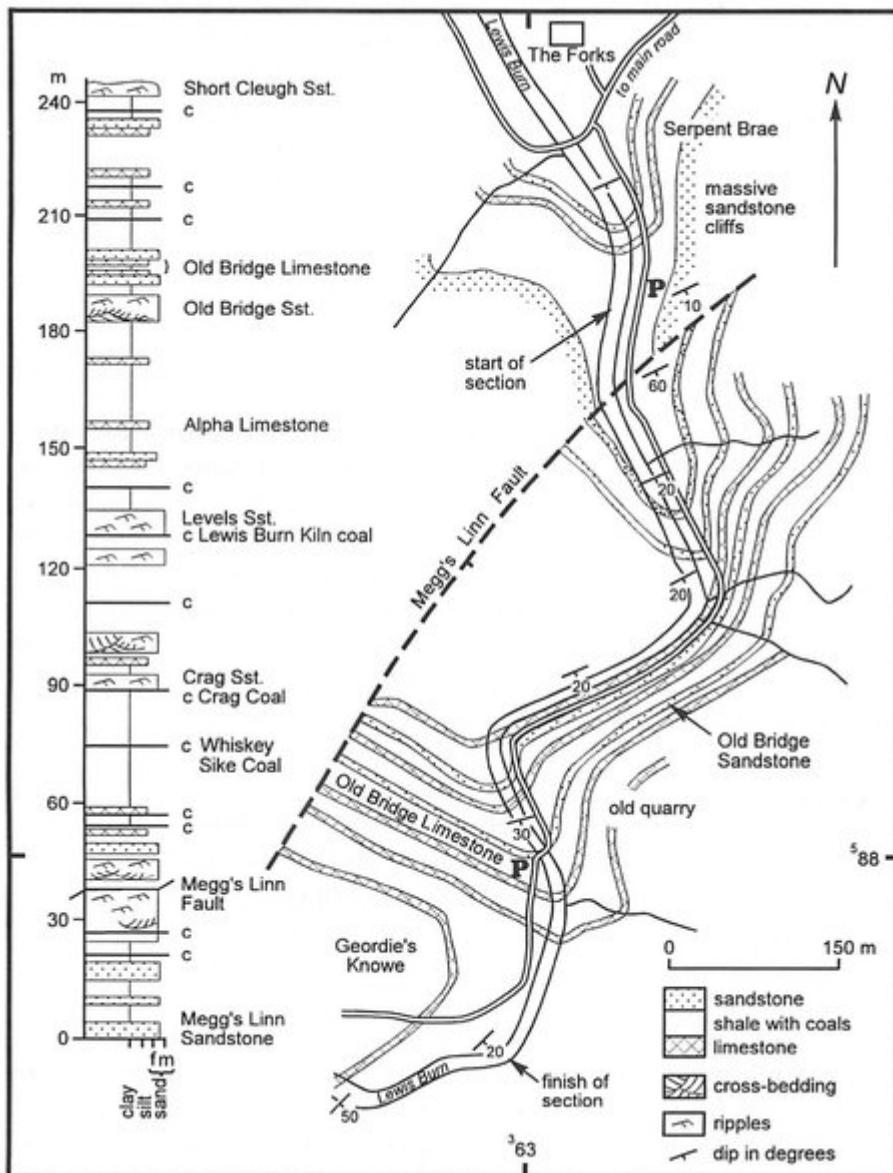 m
240
210
180
150
120
90
60
30
0
Short Cleugh Sst.
c
c
c
Old Bridge Limestone
Old Bridge Sst.
Alpha Limestone
c
Levels Sst.
c Lewis Burn Kiln coal
c
Crag Sst.
c Crag Coal
c Whiskey
Sike Coal
c
c
Megg's Linn
Fault
c
c
Megg's Linn
Sandstone
clay
silt
sand
f m
Lewis Burn
The Forks
to main road
N
Serpent Brae
massive
sandstone
cliffs
P
10
start of
section
60
20
Megg's Linn Fault
20
20
Old Bridge
Sandstone
Old Bridge Limestone
30
old quarry
P
588
0
150 m
Geordie's
Knowe
20
Lewis Burn
50
finish of
section
363
sandstone
shale with coals
limestone
cross-bedding
ripples
dip in degrees